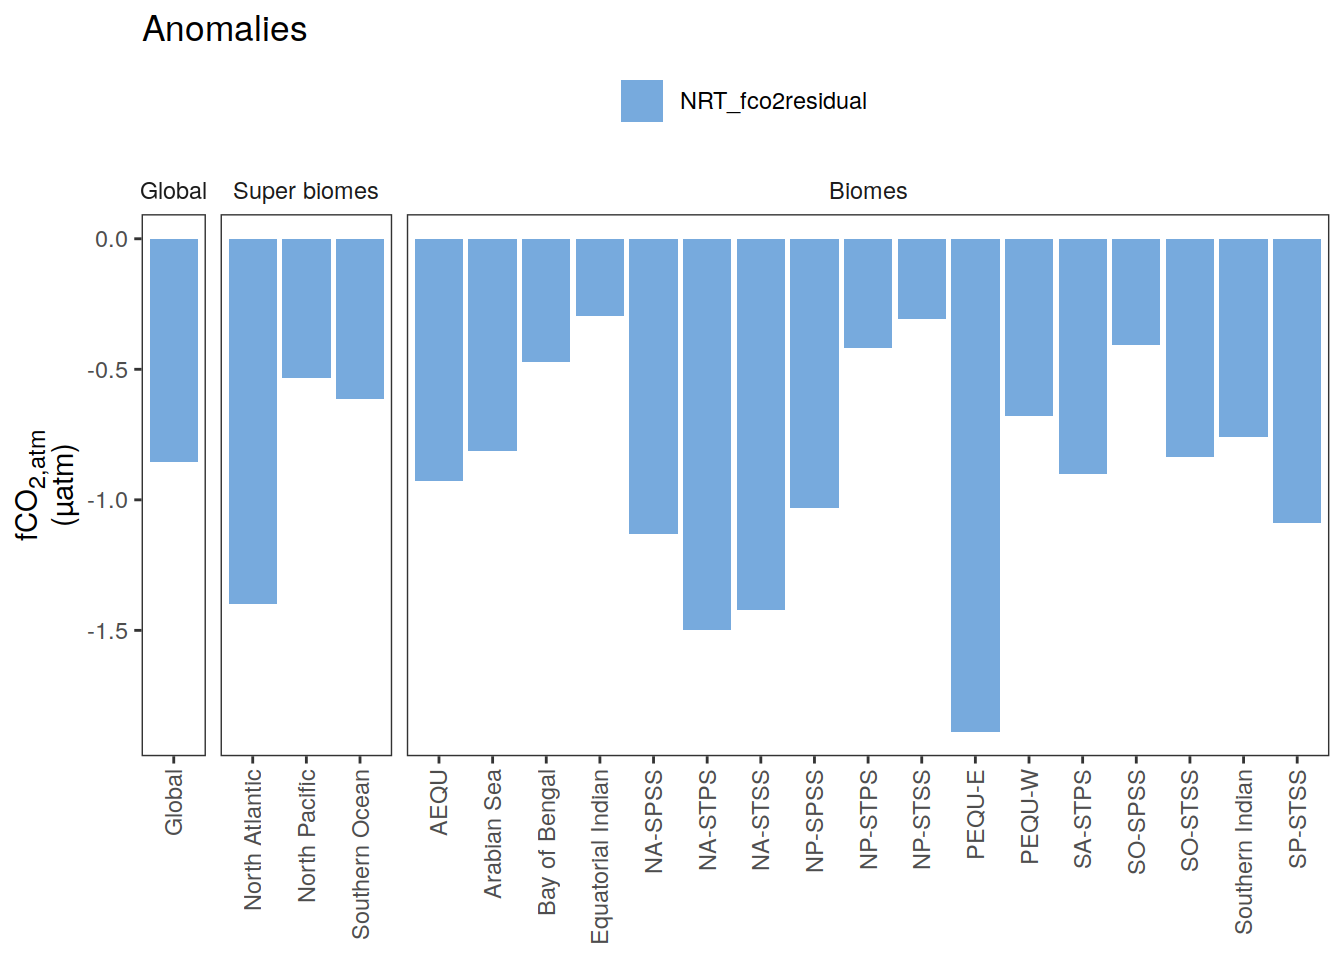 Anomalies
NRT_fco2residual
Global
Super biomes
Biomes
fCO2,atm
(µatm)
0.0
-0.5
-1.0
-1.5
Global
North Atlantic
North Pacific
Southern Ocean
AEQU
Arabian Sea
Bay of Bengal
Equatorial Indian
NA-SPSS
NA-STPS
NA-STSS
NP-SPSS
NP-STPS
NP-STSS
PEQU-E
PEQU-W
SA-STPS
SO-SPSS
SO-STSS
Southern Indian
SP-STSS